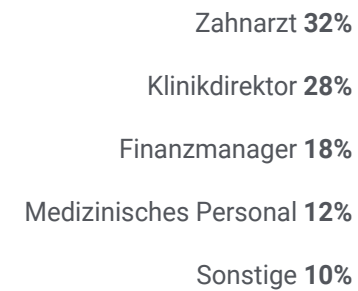 Zahnarzt 32%
Klinikdirektor 28%
Finanzmanager 18%
Medizinisches Personal 12%
Sonstige 10%